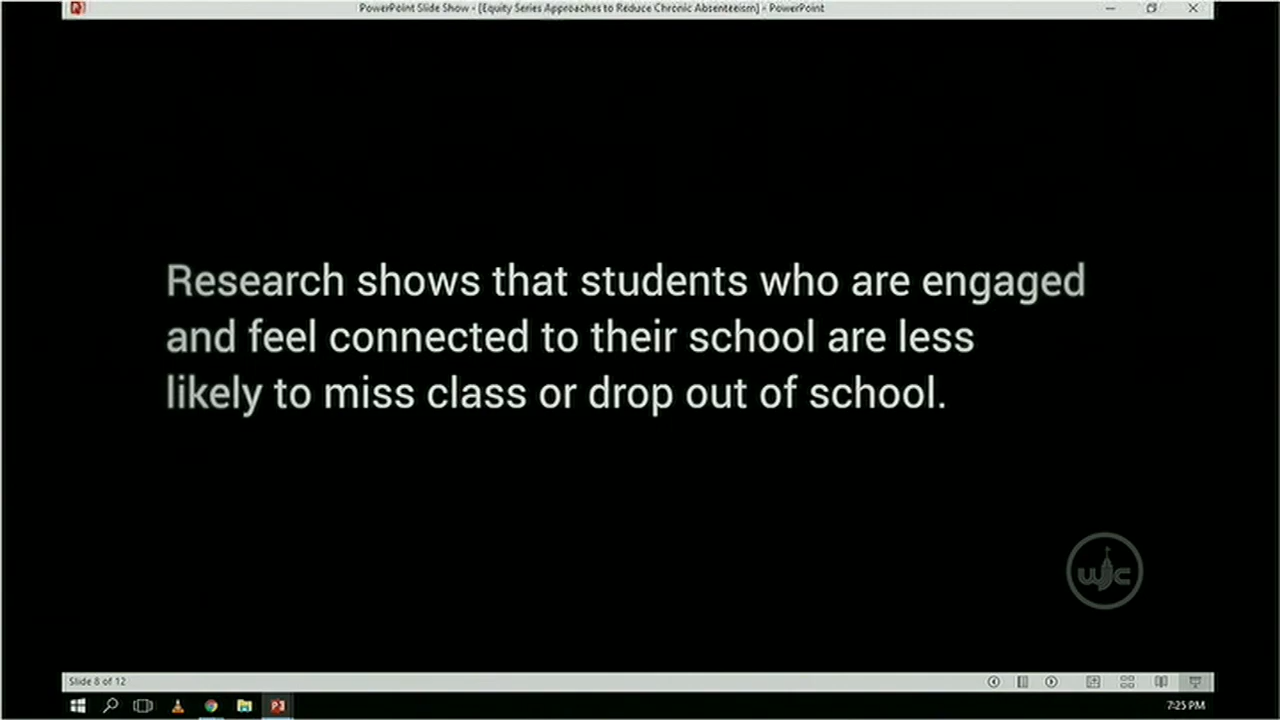 PowerPoint Slide Show - [Equity Series Approaches to Reduce Chronic Absenteeism] - PowerPoint
Research shows that students who are engaged
and feel connected to their school are less
likely to miss class or drop out of school.
wjc
Slide 8 of 12
7:25 PM